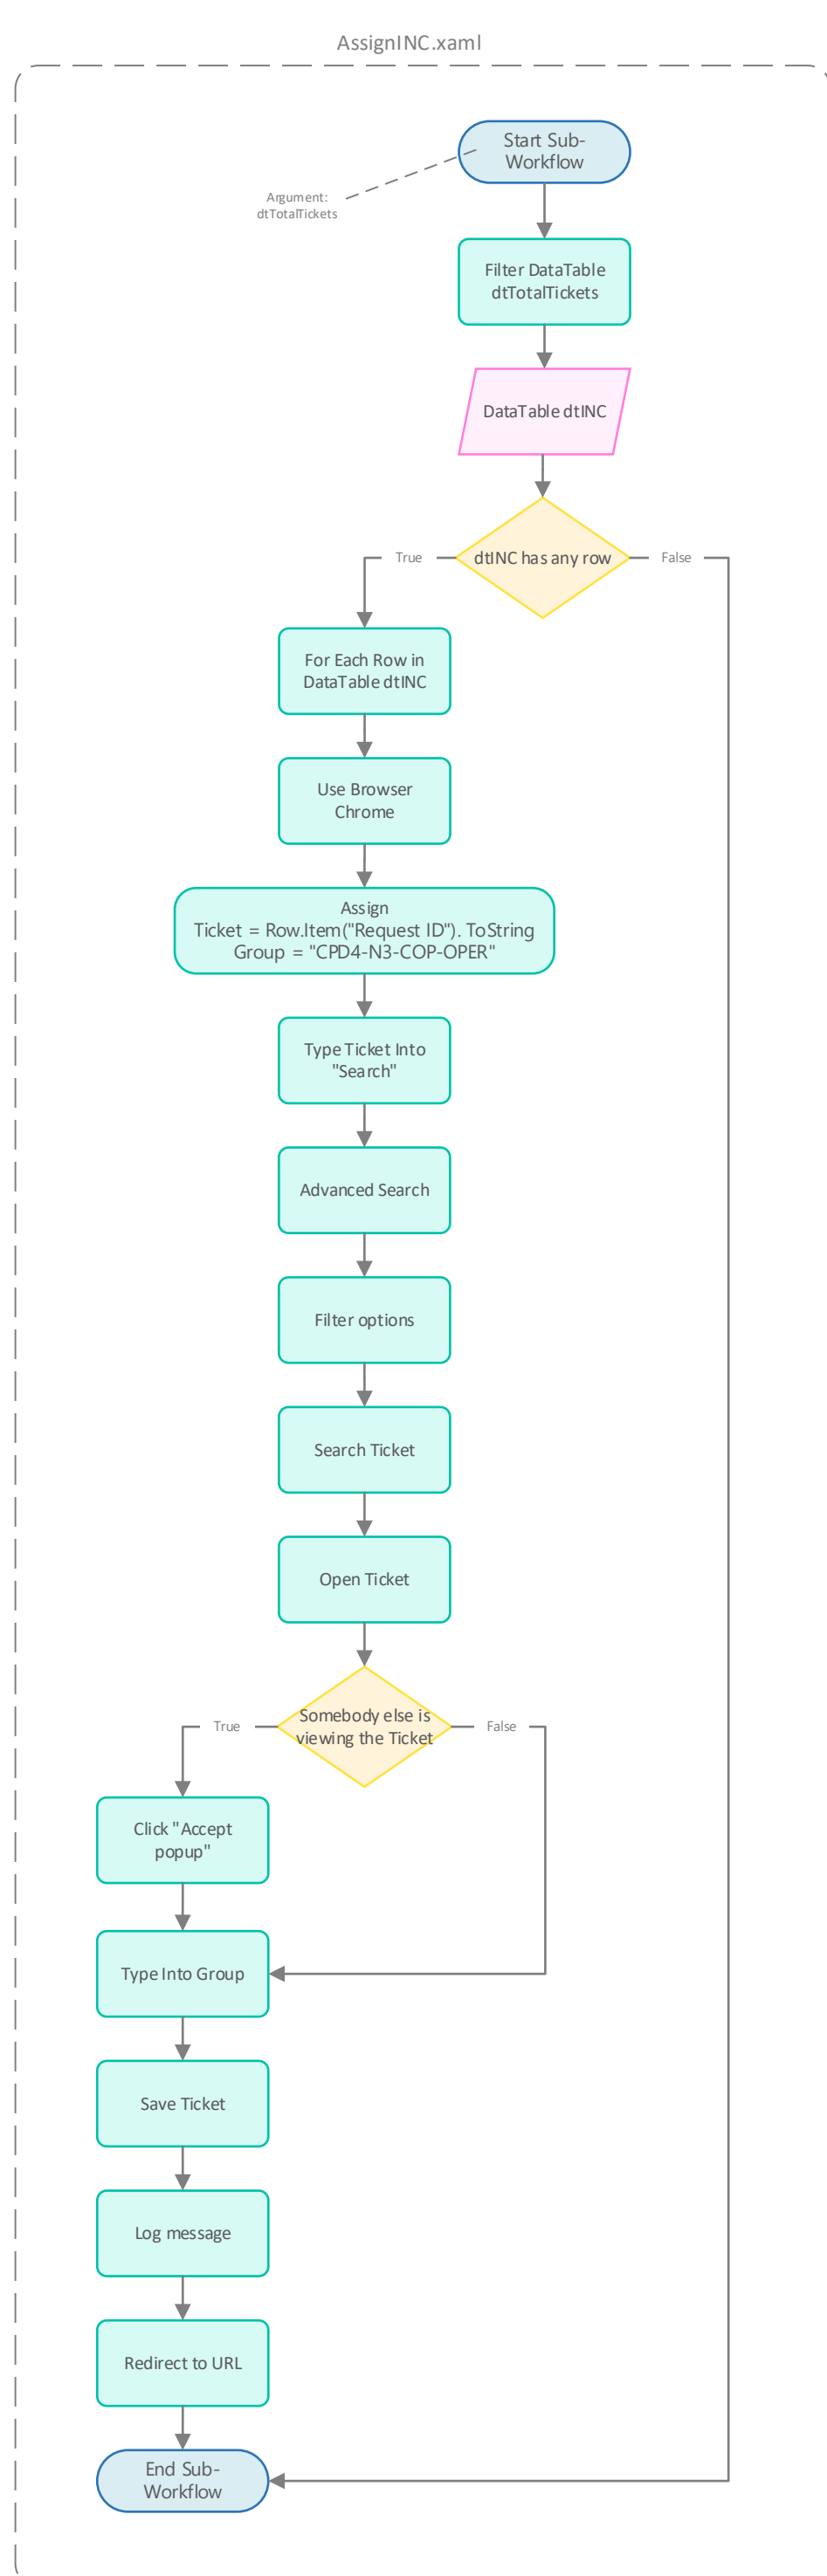 AssignINC.xaml
Start Sub-
Workflow
Argument:
dtTotalTickets
Filter DataTable
dtTotalTickets
DataTable dtINC
dtINC has any row
True
False
For Each Row in
DataTable dtINC
Use Browser
Chrome
Assign
Ticket = Row.Item("Request ID"). ToString
Group = "CPD4-N3-COP-OPER"
Type Ticket Into
"Search"
Advanced Search
Filter options
Search Ticket
Open Ticket
Somebody else is
viewing the Ticket
True
False
Click "Accept
popup"
Type Into Group
Save Ticket
Log message
Redirect to URL
End Sub-
Workflow